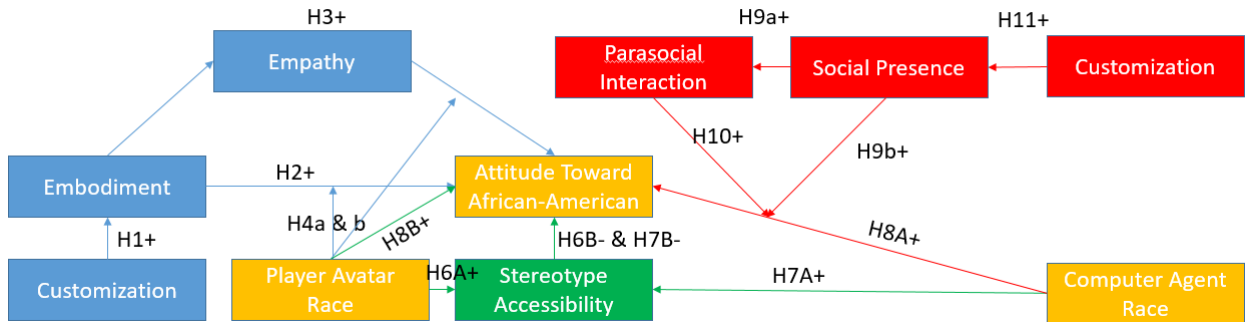 H3+
H9a+
H11+
Empathy
Parasocial
Interaction
Social Presence
Customization
H10+
H9b+
Embodiment
H2+
Attitude Toward
African-American
H4a & b
H8B+
H1+
H6B- & H7B-
H8A+
Customization
Player Avatar
Race
H6A+
Stereotype
Accessibility
H7A+
Computer Agent
Race